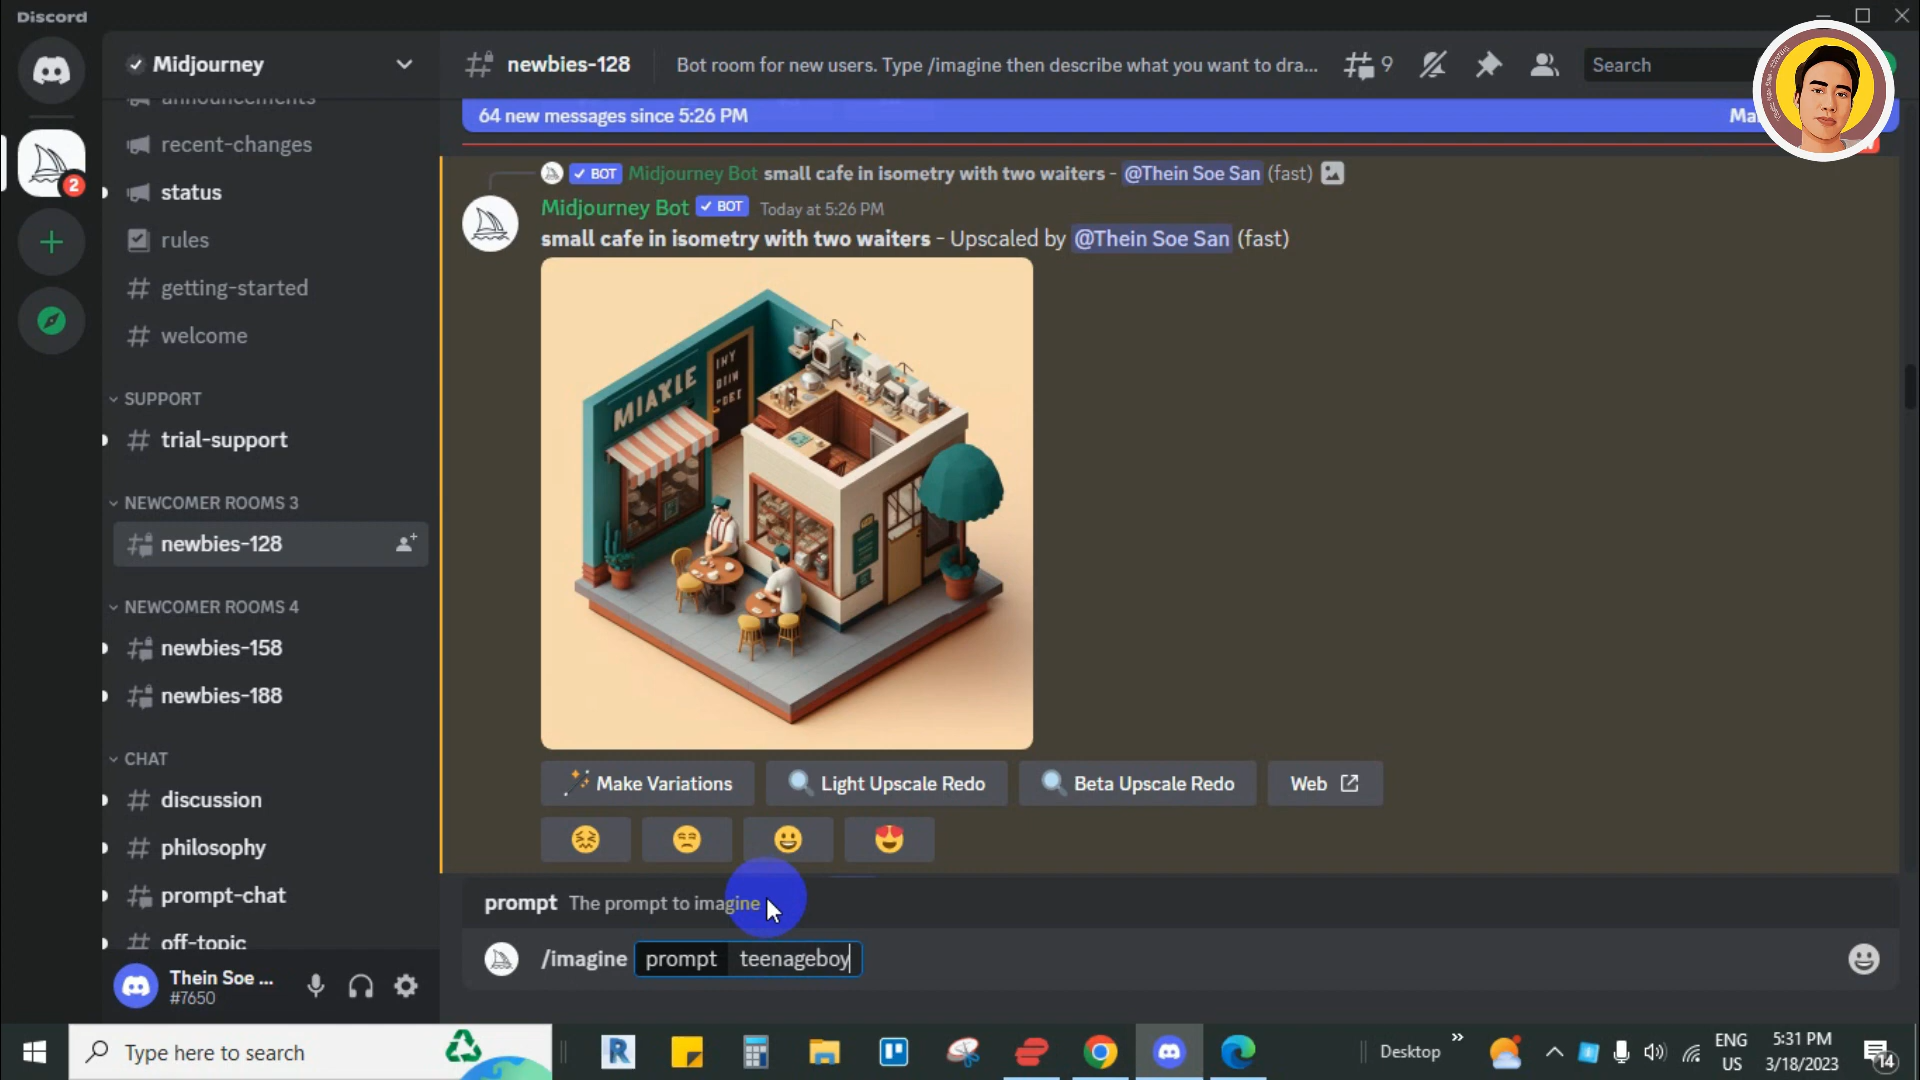 Discord
Midjourney
announcements
recent-changes
status
rules
getting-started
welcome
SUPPORT
trial-support
NEWCOMER ROOMS 3
newbies-128
NEWCOMER ROOMS 4
newbies-158
newbies-188
CHAT
discussion
philosophy
prompt-chat
off-topic
Thein Soe ...
#7650
2
newbies-128
Bot room for new users. Type /imagine then describe what you want to dra...
9
Search
64 new messages since 5:26 PM
Ma
BOT Midjourney Bot small cafe in isometry with two waiters - @Thein Soe San (fast)
Midjourney Bot BOT Today at 5:26 PM
small cafe in isometry with two waiters - Upscaled by @Thein Soe San (fast)
MIAXLE
Make Variations
Light Upscale Redo
Beta Upscale Redo
Web
prompt The prompt to imagine
/imagine prompt teenageboy
Type here to search
R
Desktop
ENG
US
5:31 PM
3/18/2023
14